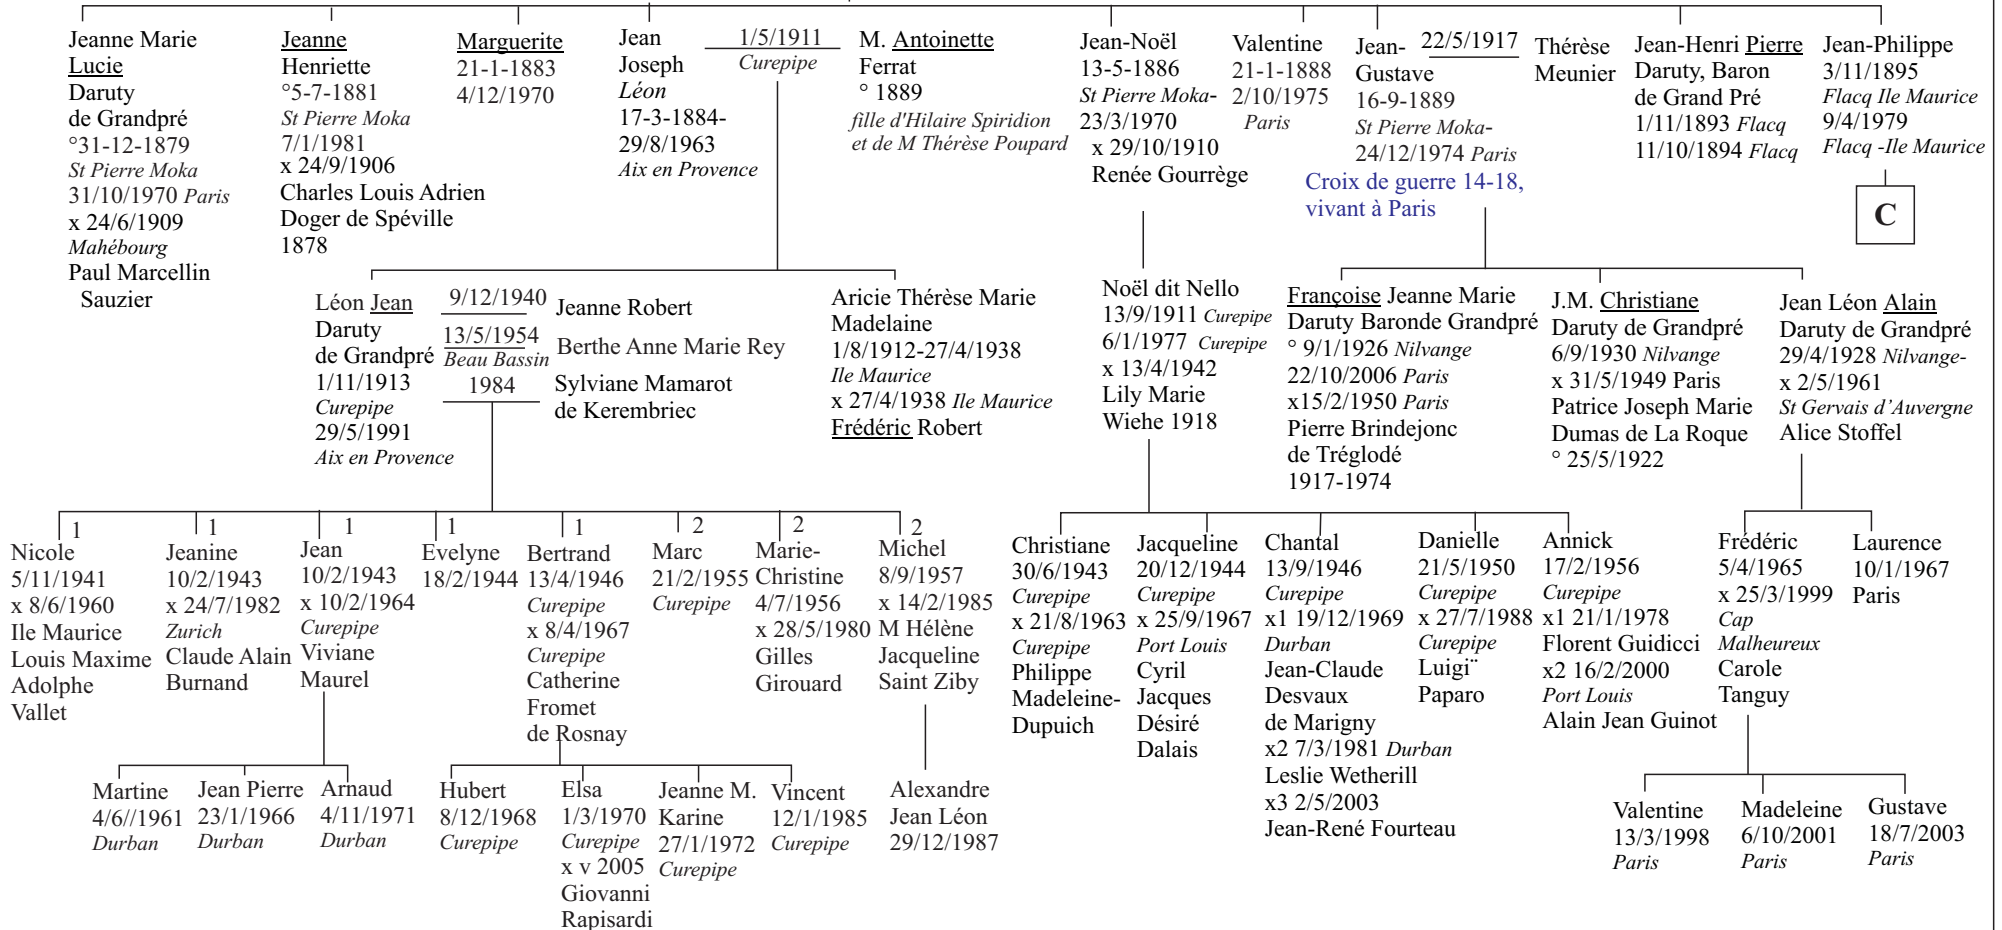 Jeanne Marie
Lucie
Daruty
de Grandpré
°31-12-1879
St Pierre Moka
31/10/1970 Paris
x 24/6/1909
Mahébourg
Paul Marcellin
Sauzier
Jeanne
Henriette
°5-7-1881
St Pierre Moka
7/1/1981
x 24/9/1906
Charles Louis Adrien
Doger de Spéville
1878
Marguerite
21-1-1883
4/12/1970
Jean
Joseph
Léon
17-3-1884-
29/8/1963
Aix en Provence
1/5/1911
Curepipe
M. Antoinette
Ferrat
° 1889
fille d'Hilaire Spiridion
et de M Thérèse Poupard
Jean-Noël
13-5-1886
St Pierre Moka-
23/3/1970
x 29/10/1910
Renée Gourrège
Valentine
21-1-1888
2/10/1975
Paris
Jean-
Gustave
16-9-1889
St Pierre Moka-
24/12/1974 Paris
Croix de guerre 14-18,
vivant à Paris
22/5/1917
Thérèse
Meunier
Jean-Henri Pierre
Daruty, Baron
de Grand Pré
1/11/1893 Flacq
11/10/1894 Flacq
Jean-Philippe
3/11/1895
Flacq Ile Maurice
9/4/1979
Flacq -Ile Maurice
C
Léon Jean
Daruty
de Grandpré
1/11/1913
Curepipe
29/5/1991
Aix en Provence
9/12/1940
Jeanne Robert
13/5/1954
Beau Bassin
Berthe Anne Marie Rey
1984
Sylviane Mamarot
de Kerembriec
Aricie Thérèse Marie
Madelaine
1/8/1912-27/4/1938
Ile Maurice
x 27/4/1938 Ile Maurice
Frédéric Robert
Noël dit Nello
13/9/1911 Curepipe
6/1/1977 Curepipe
x 13/4/1942
Lily Marie
Wiehe 1918
Françoise Jeanne Marie
Daruty Baronde Grandpré
° 9/1/1926 Nilvange
22/10/2006 Paris
x15/2/1950 Paris
Pierre Brindejonc
de Tréglodé
1917-1974
J.M. Christiane
Daruty de Grandpré
6/9/1930 Nilvange
x 31/5/1949 Paris
Patrice Joseph Marie
Dumas de La Roque
° 25/5/1922
Jean Léon Alain
Daruty de Grandpré
29/4/1928 Nilvange-
x 2/5/1961
St Gervais d'Auvergne
Alice Stoffel
1
Nicole
5/11/1941
x 8/6/1960
Ile Maurice
Louis Maxime
Adolphe
Vallet
1
Jeanine
10/2/1943
x 24/7/1982
Zurich
Claude Alain
Burnand
1
Jean
10/2/1943
x 10/2/1964
Curepipe
Viviane
Maurel
1
Evelyne
18/2/1944
1
Bertrand
13/4/1946
Curepipe
x 8/4/1967
Curepipe
Catherine
Fromet
de Rosnay
2
Marc
21/2/1955
Curepipe
2
Marie-
Christine
4/7/1956
x 28/5/1980
Gilles
Girouard
2
Michel
8/9/1957
x 14/2/1985
M Hélène
Jacqueline
Saint Ziby
Christiane
30/6/1943
Curepipe
x 21/8/1963
Curepipe
Philippe
Madeleine-
Dupuich
Jacqueline
20/12/1944
Curepipe
x 25/9/1967
Port Louis
Cyril
Jacques
Désiré
Dalais
Chantal
13/9/1946
Curepipe
x1 19/12/1969
Durban
Jean-Claude
Desvaux
de Marigny
x2 7/3/1981 Durban
Leslie Wetherill
x3 2/5/2003
Jean-René Fourteau
Danielle
21/5/1950
Curepipe
x 27/7/1988
Curepipe
Luigi¨
Paparo
Annick
17/2/1956
Curepipe
x1 21/1/1978
Florent Guidicci
x2 16/2/2000
Port Louis
Alain Jean Guinot
Frédéric
5/4/1965
x 25/3/1999
Cap
Malheureux
Carole
Tanguy
Laurence
10/1/1967
Paris
Martine
4/6//1961
Durban
Jean Pierre
23/1/1966
Durban
Arnaud
4/11/1971
Durban
Hubert
8/12/1968
Curepipe
Elsa
1/3/1970
Curepipe
x v 2005
Giovanni
Rapisardi
Jeanne M.
Karine
27/1/1972
Curepipe
Vincent
12/1/1985
Curepipe
Alexandre
Jean Léon
29/12/1987
Valentine
13/3/1998
Paris
Madeleine
6/10/2001
Paris
Gustave
18/7/2003
Paris